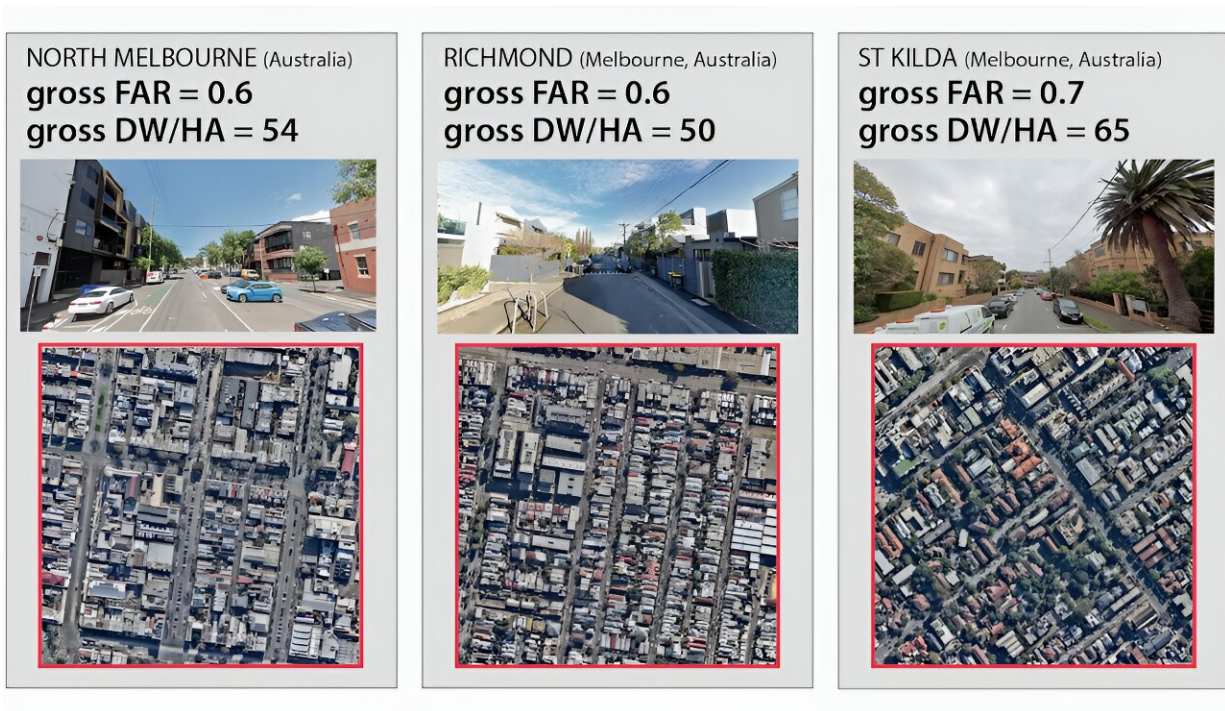 NORTH MELBOURNE (Australia)
gross FAR = 0.6
gross DW/HA = 54
RICHMOND (Melbourne, Australia)
gross FAR = 0.6
gross DW/HA = 50
ST KILDA (Melbourne, Australia)
gross FAR = 0.7
gross DW/HA = 65